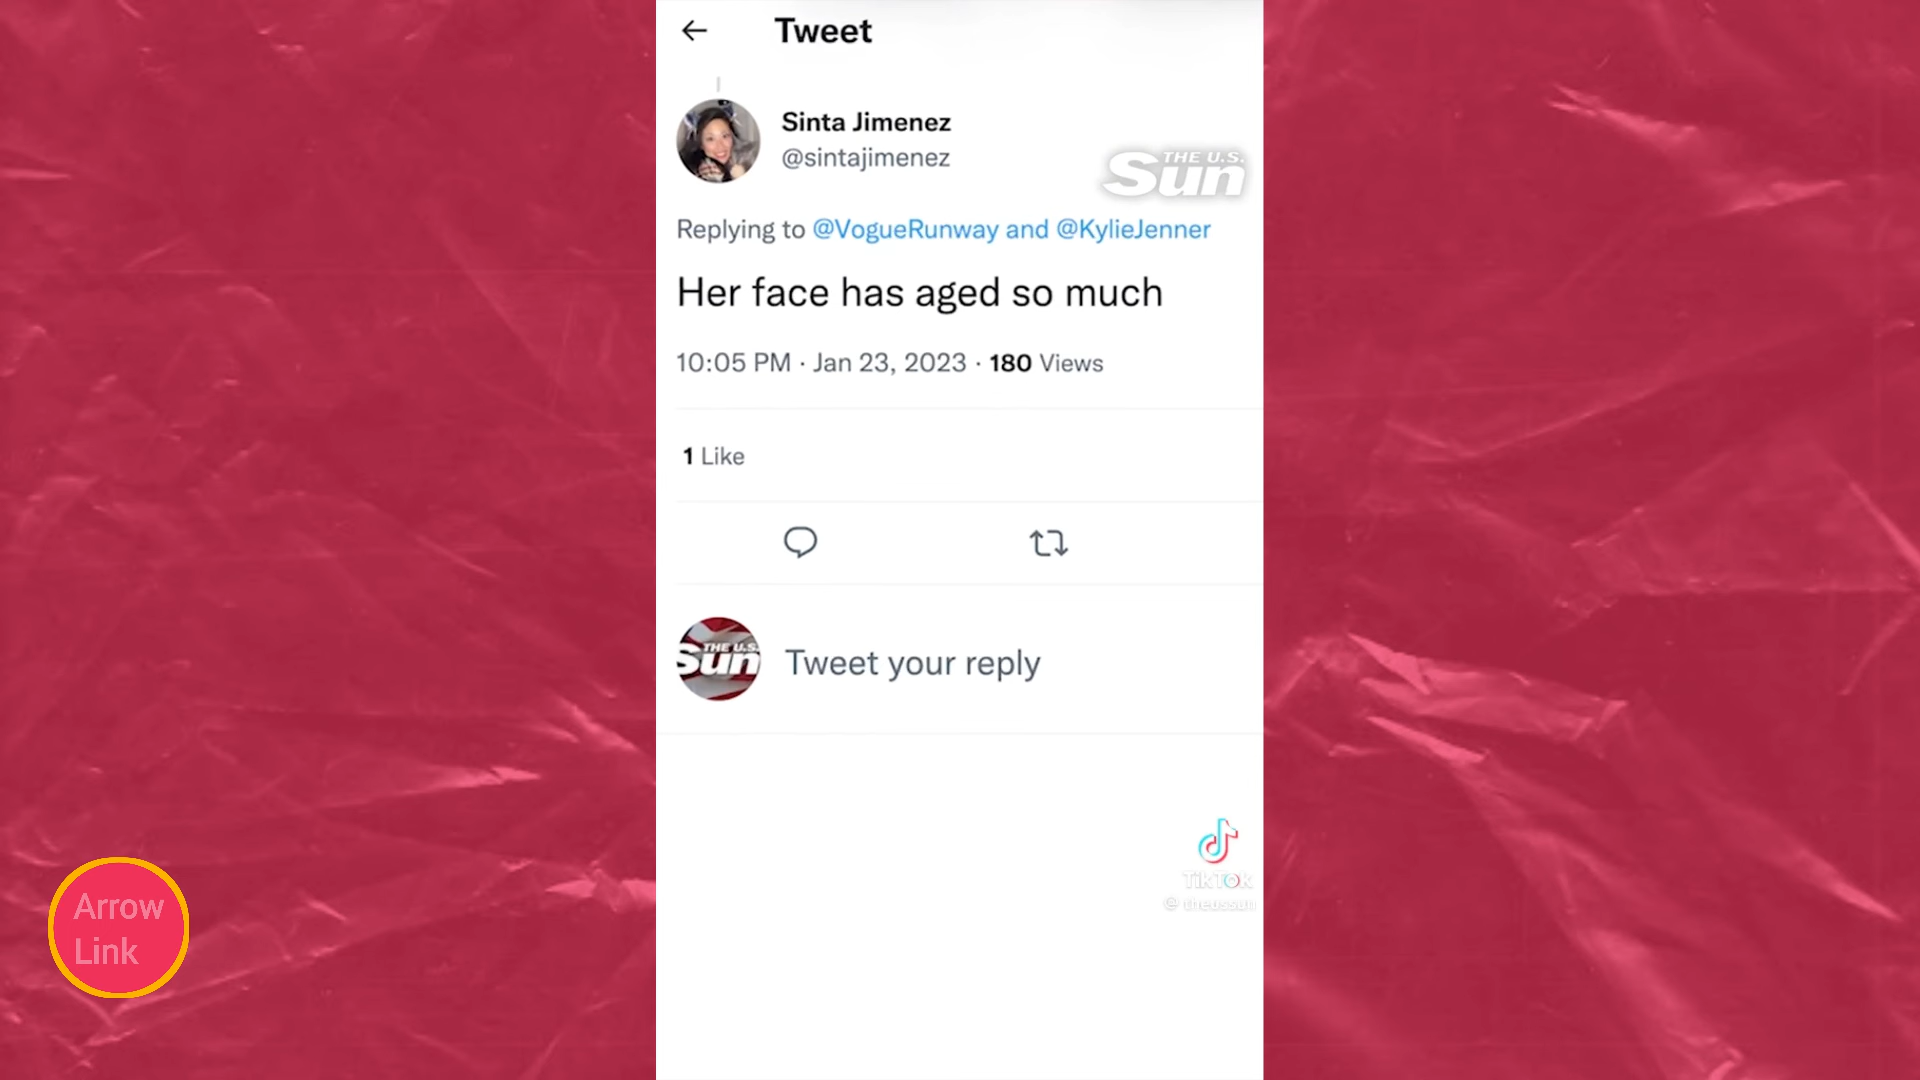 Tweet
Sinta Jimenez
@sintajimenez
THE U.S.
Sun
Replying to @VogueRunway and @KylieJenner
Her face has aged so much
10:05 PM · Jan 23, 2023 · 180 Views
1 Like
THE U.S.
Sun
Tweet your reply
TikTok
@ theussun
Arrow
Link